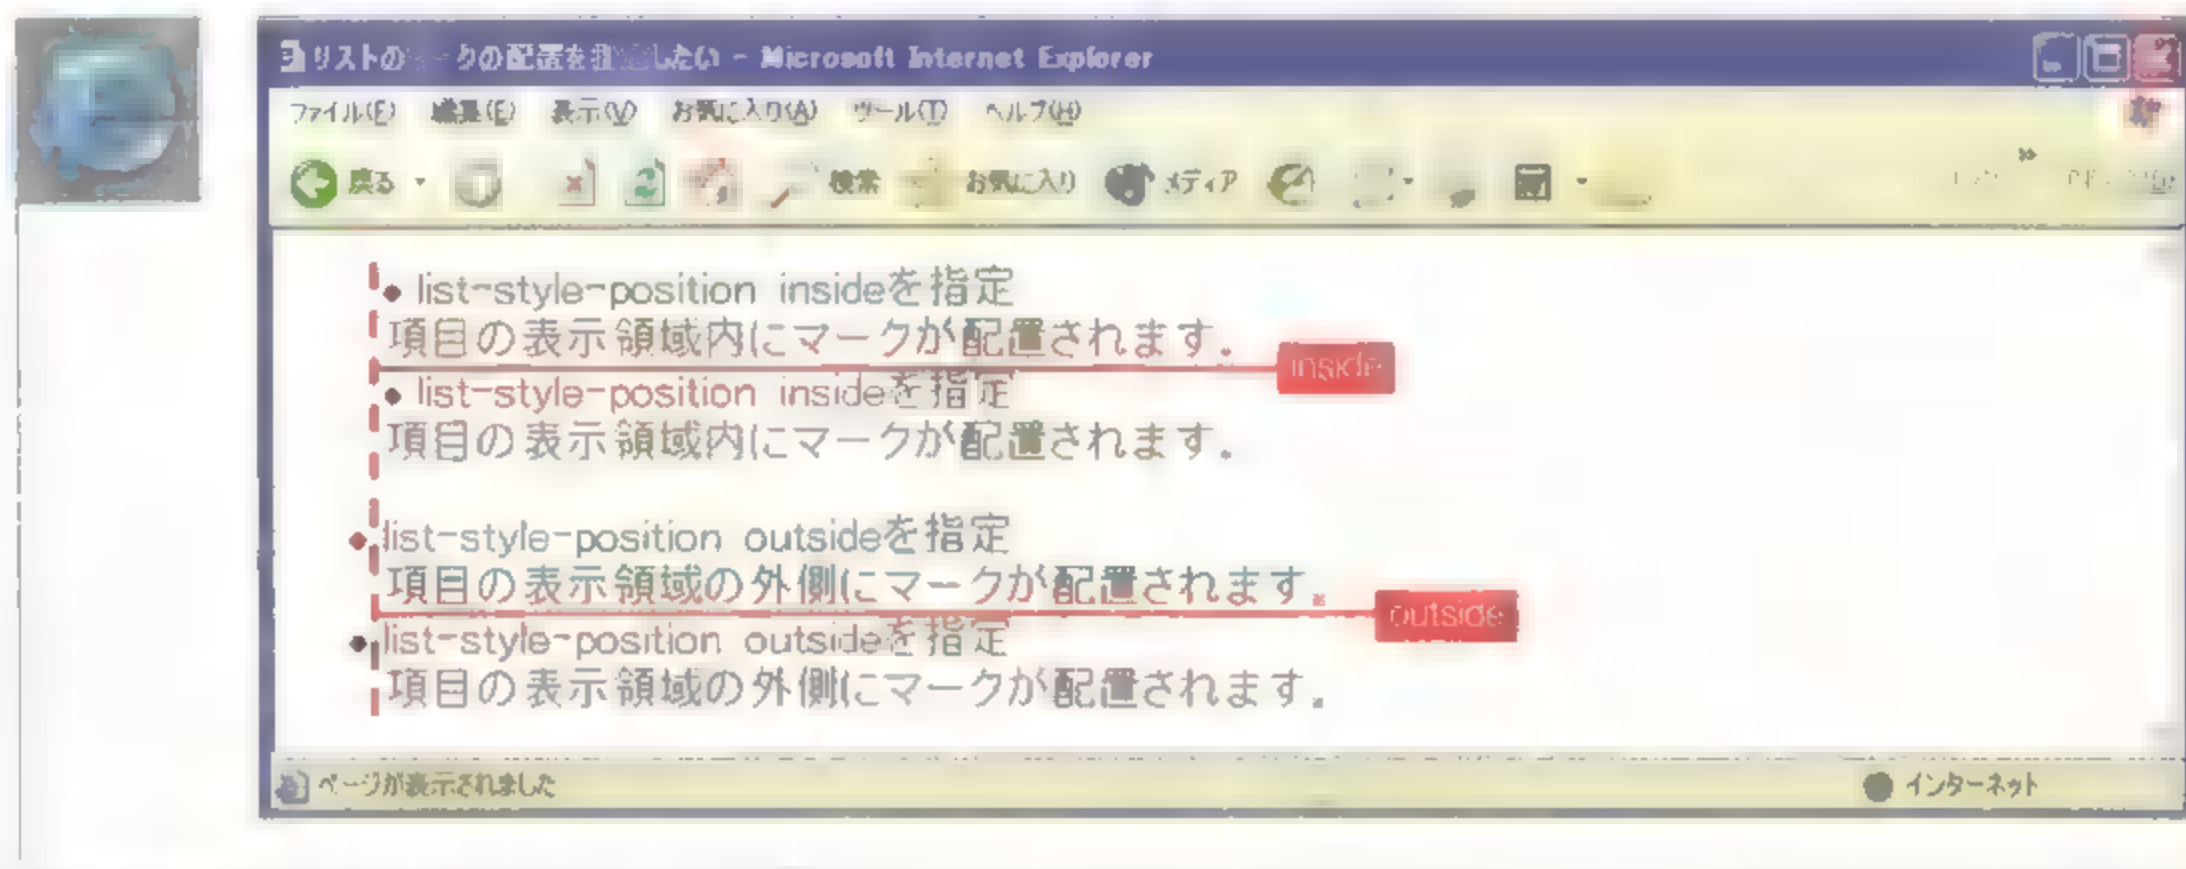 リストの ークの配置を指 したい - Microsoft Internet Explorer
ファイル(F) 編集(E) 表示(V) お気に入り(A) ツール(T) ヘルプ(H)
戻る 検索 お気に入り メディア »
list-style-position insideを指定
項目の表示領域内にマークが配置されます。
inside
list-style-position insideを指定
項目の表示領域内にマークが配置されます。
list-style-position outsideを指定
項目の表示領域の外側にマークが配置されます。
outside
list-style-position outsideを指定
項目の表示領域の外側にマークが配置されます。
ページが表示されました インターネット